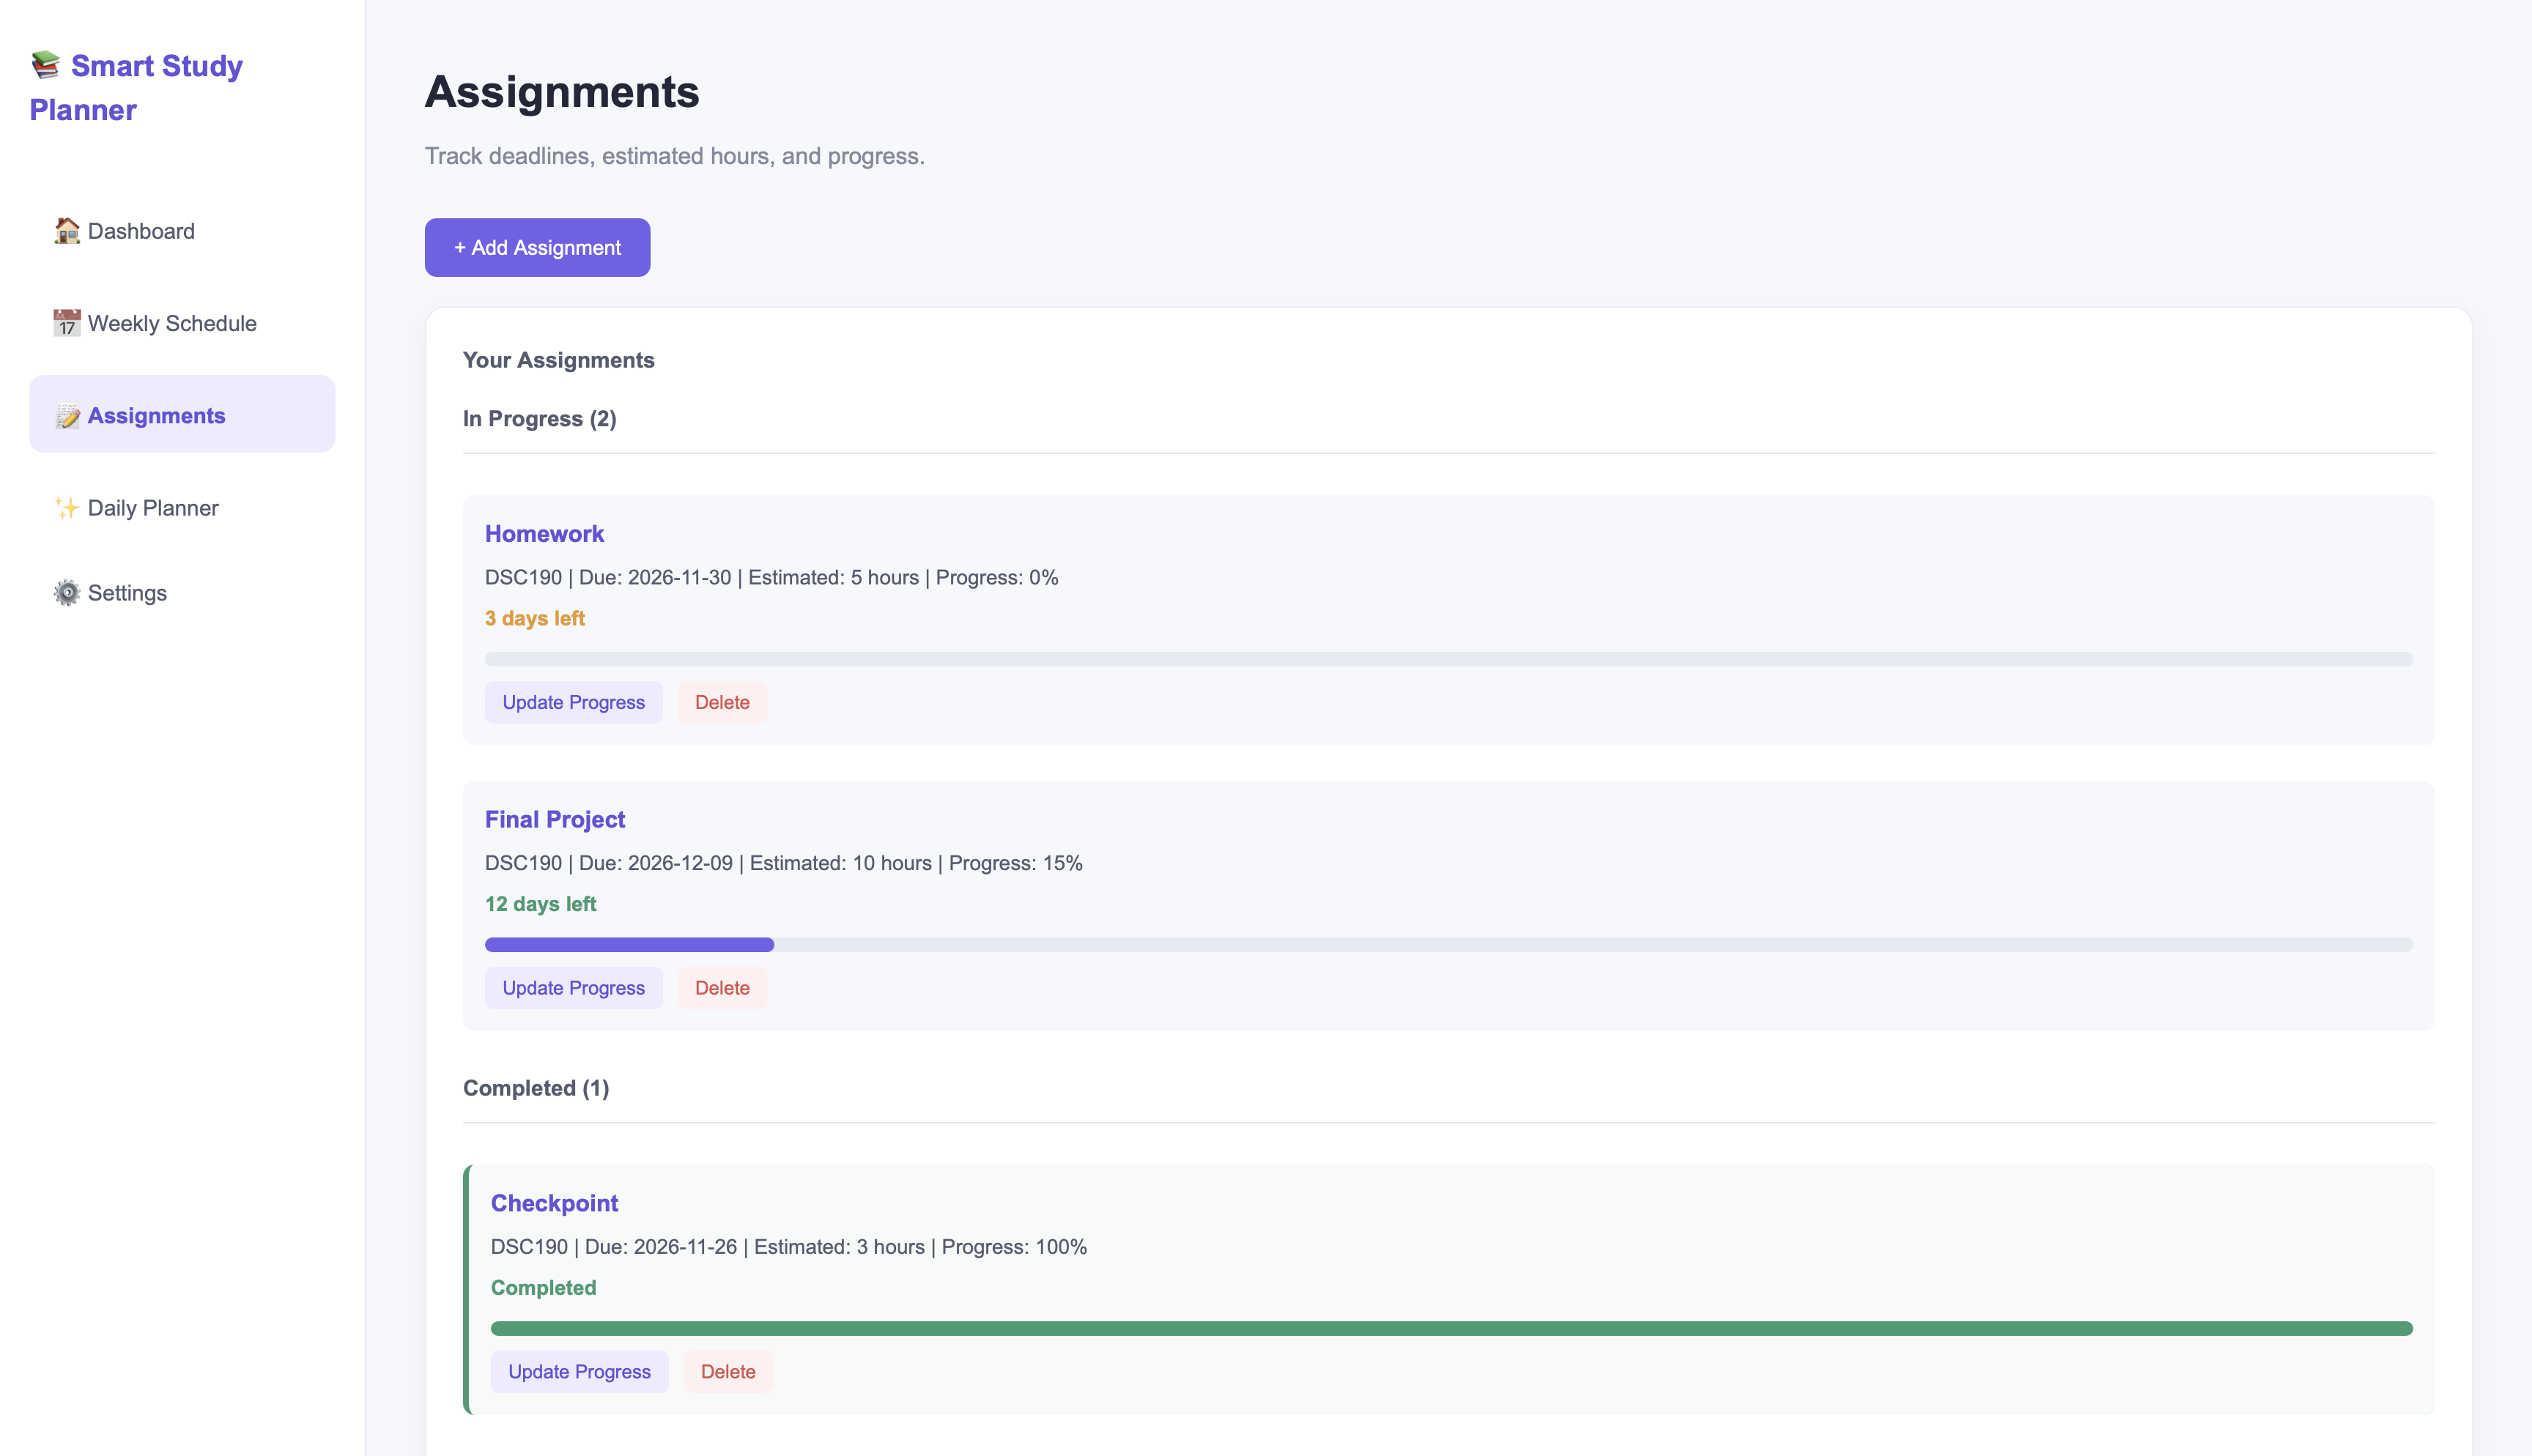 Smart Study
Planner
Dashboard
17 Weekly Schedule
Assignments
Daily Planner
Settings
Assignments
Track deadlines, estimated hours, and progress.
+ Add Assignment
Your Assignments
In Progress (2)
Homework
DSC190 | Due: 2026-11-30 | Estimated: 5 hours | Progress: 0%
3 days left
Update Progress Delete
Final Project
DSC190 | Due: 2026-12-09 | Estimated: 10 hours | Progress: 15%
12 days left
Update Progress Delete
Completed (1)
Checkpoint
DSC190 | Due: 2026-11-26 | Estimated: 3 hours | Progress: 100%
Completed
Update Progress Delete